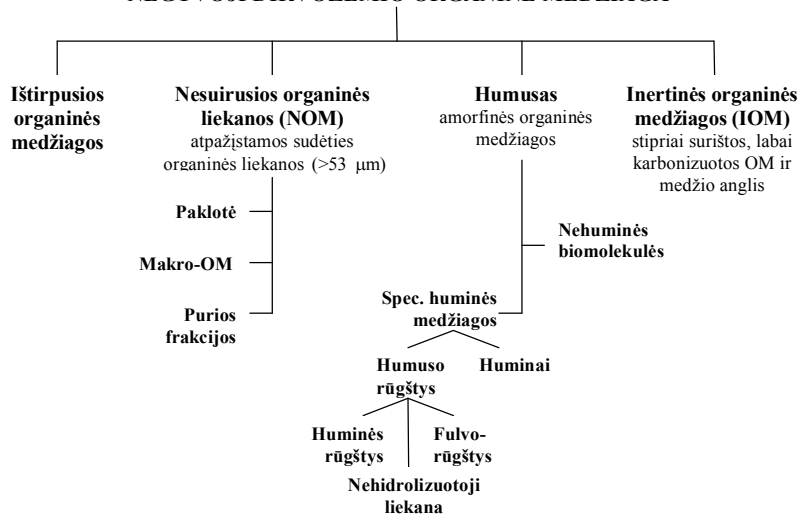 Ištirpusios
organinės
medžiagos
Nesuirusios organinės
liekanos (NOM)
atpažįstamos sudėties
organinės liekanos (>53 μm)
Humusas
amorfinės organinės
medžiagos
Inertinės organinės
medžiagos (IOM)
stipriai surištos, labai
karbonizuotos OM ir
medžio anglis
Paklotė
Makro-OM
Purios
frakcijos
Nehuminės
biomolekulės
Spec. huminės
medžiagos
Humuso
rūgštys
Huminai
Huminės
rūgštys
Fulvo-
rūgštys
Nehidrolizuotoji
liekana